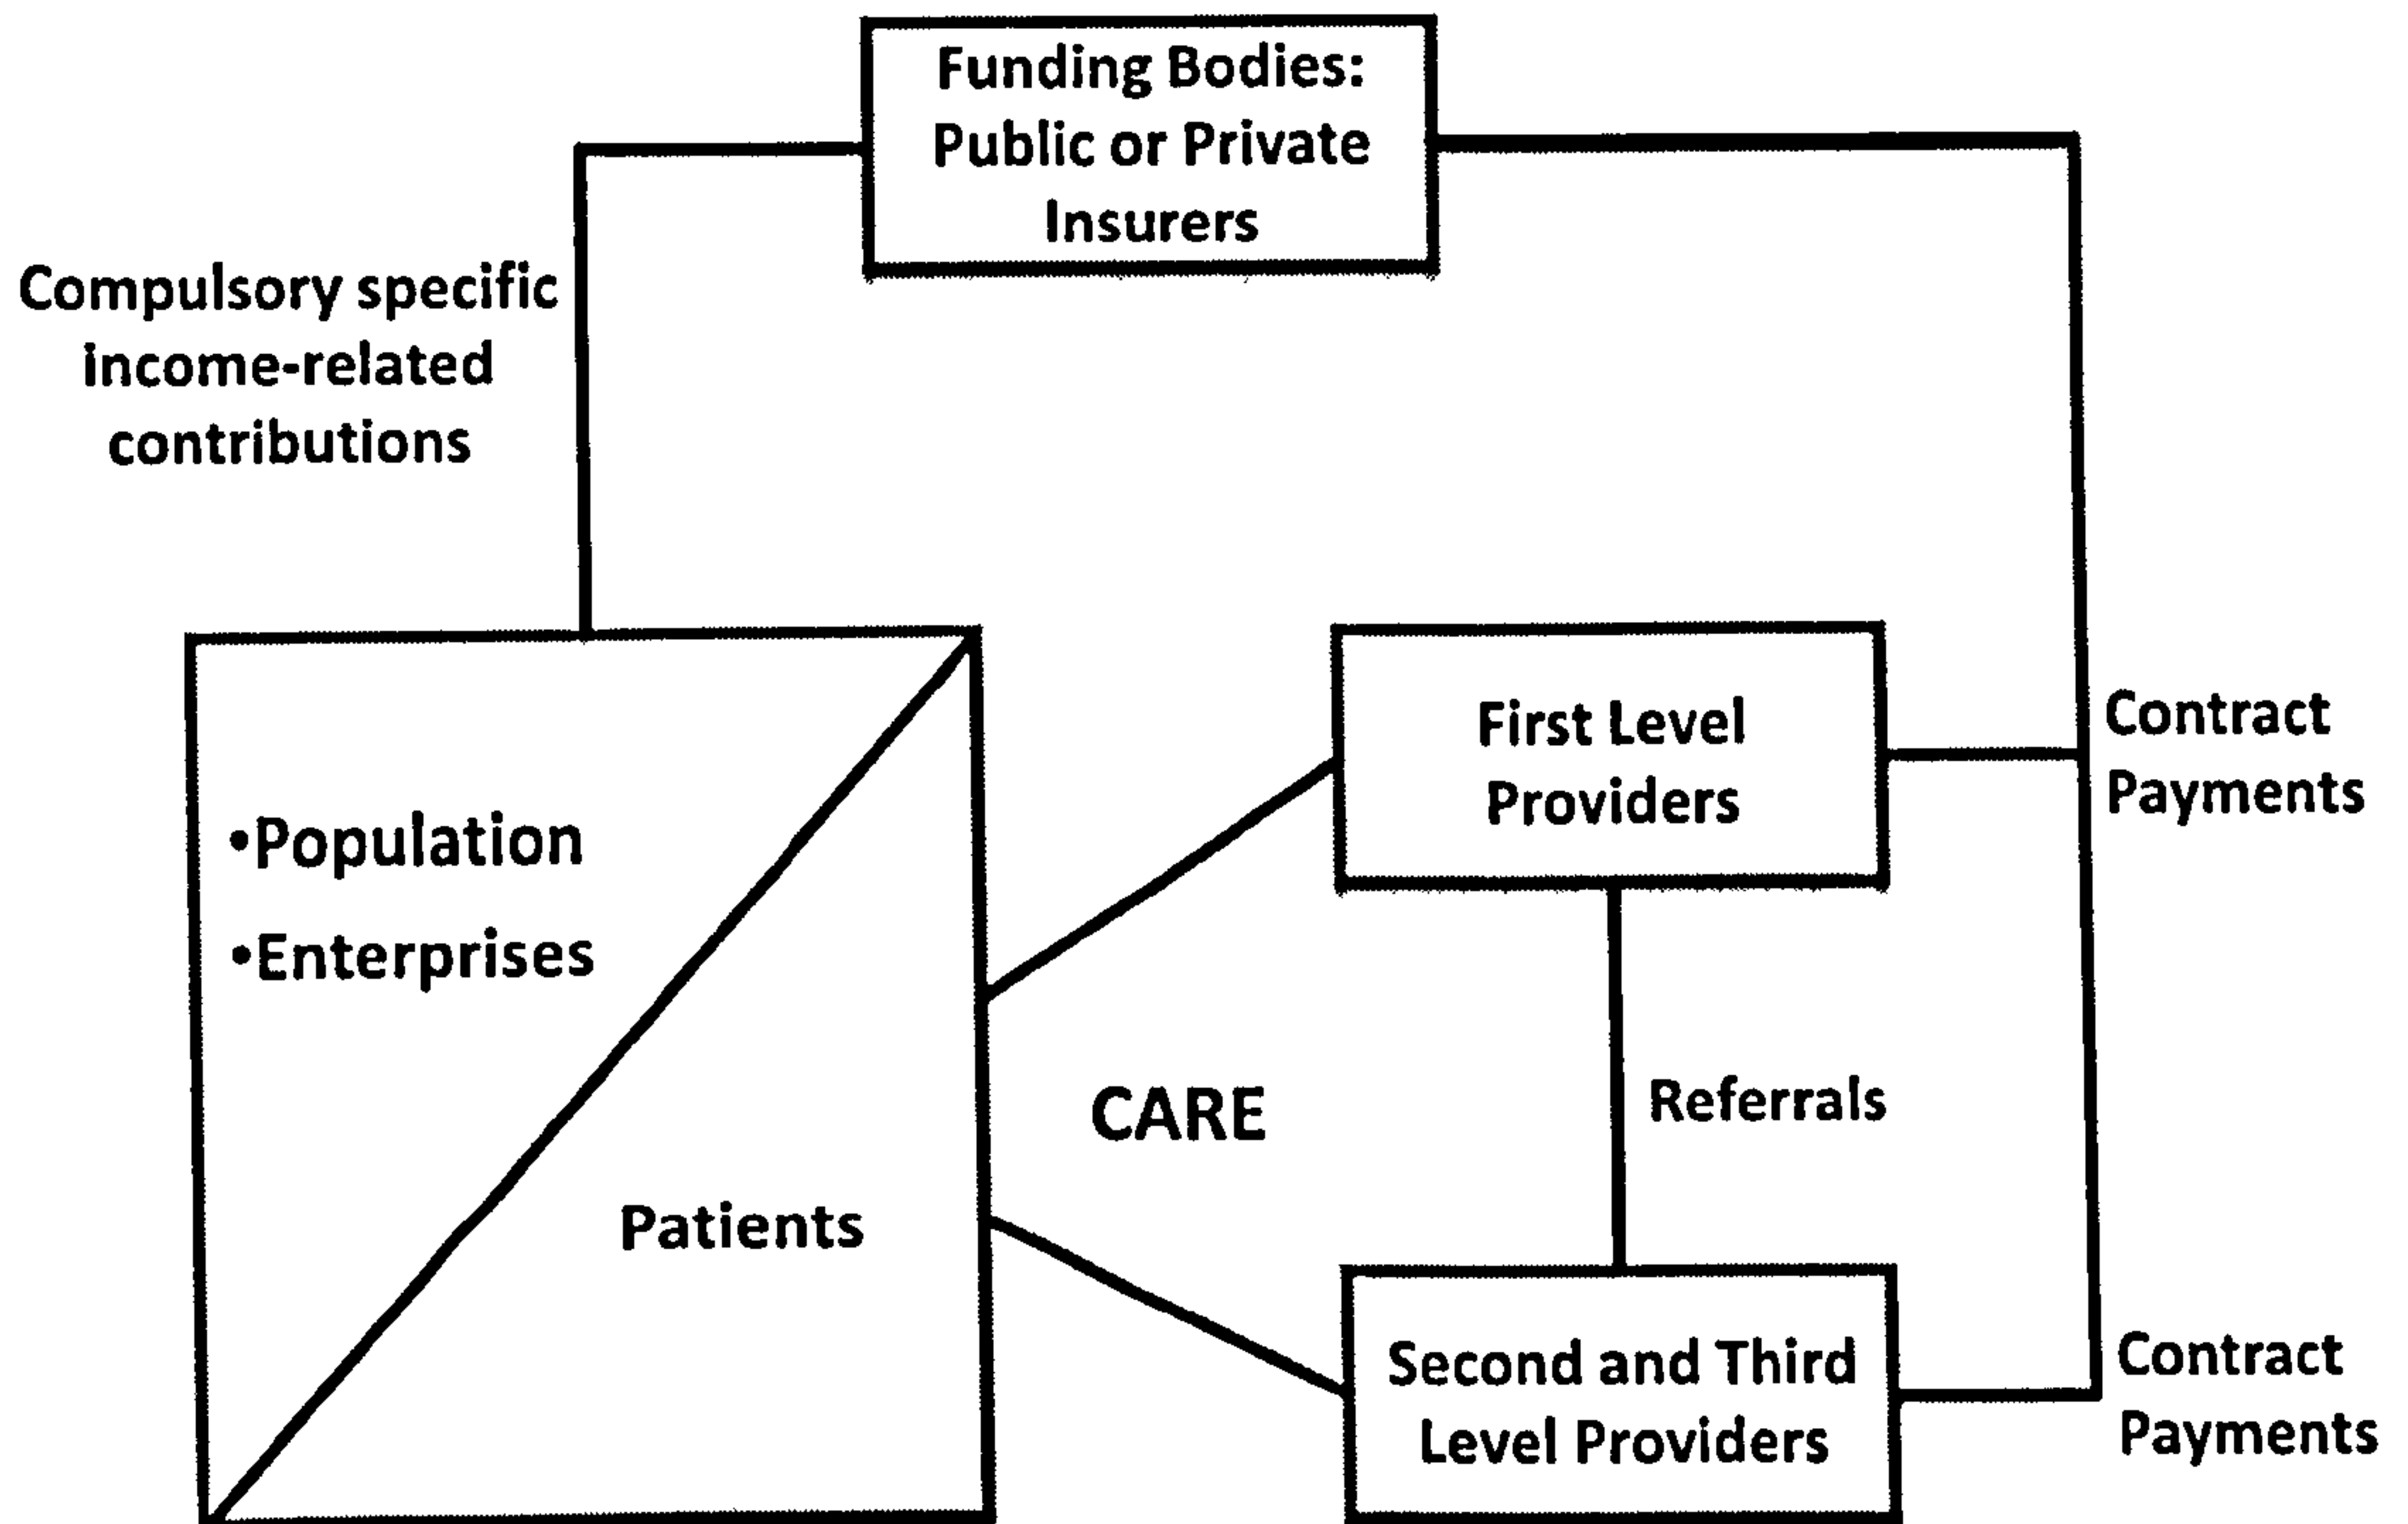 Funding Bodies:
Public or Private
Insurers
Compulsory specific
income-related
contributions
First Level
Providers
Contract
Payments
•Population
•Enterprises
CARE
Referrals
Patients
Second and Third
Level Providers
Contract
Payments